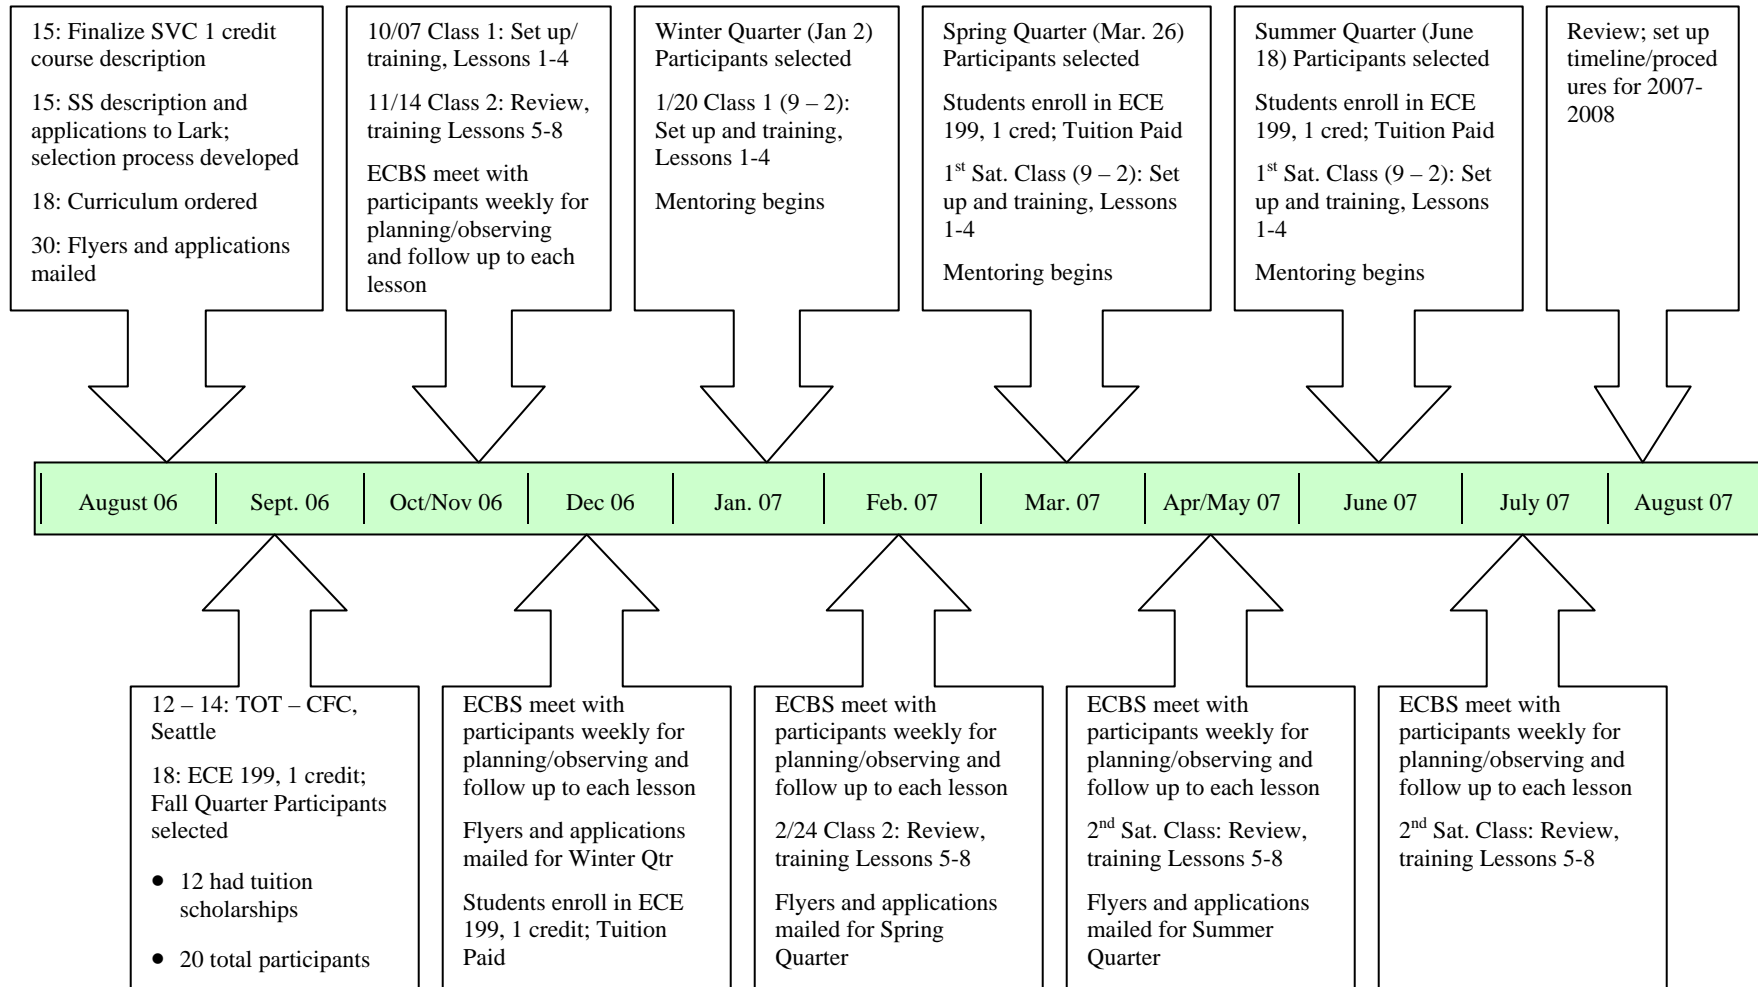 15: Finalize SVC 1 credit
course description
15: SS description and
applications to Lark;
selection process developed
18: Curriculum ordered
30: Flyers and applications
mailed
10/07 Class 1: Set up/
training, Lessons 1-4
11/14 Class 2: Review,
training Lessons 5-8
ECBS meet with
participants weekly for
planning/observing
and follow up to each
lesson
Winter Quarter (Jan 2)
Participants selected
1/20 Class 1 (9 – 2):
Set up and training,
Lessons 1-4
Mentoring begins
Spring Quarter (Mar. 26)
Participants selected
Students enroll in ECE
199, 1 cred; Tuition Paid
1st Sat. Class (9 – 2): Set
up and training, Lessons
1-4
Mentoring begins
Summer Quarter (June
18) Participants selected
Students enroll in ECE
199, 1 cred; Tuition Paid
1st Sat. Class (9 – 2): Set
up and training, Lessons
1-4
Mentoring begins
Review; set up
timeline/proced
ures for 2007-
2008
August 06
Sept. 06
Oct/Nov 06
Dec 06
Jan. 07
Feb. 07
Mar. 07
Apr/May 07
June 07
July 07
August 07
12 – 14: TOT – CFC,
Seattle
18: ECE 199, 1 credit;
Fall Quarter Participants
selected
• 12 had tuition
scholarships
• 20 total participants
ECBS meet with
participants weekly for
planning/observing and
follow up to each lesson
Flyers and applications
mailed for Winter Qtr
Students enroll in ECE
199, 1 credit; Tuition
Paid
ECBS meet with
participants weekly for
planning/observing and
follow up to each lesson
2/24 Class 2: Review,
training Lessons 5-8
Flyers and applications
mailed for Spring
Quarter
ECBS meet with
participants weekly for
planning/observing and
follow up to each lesson
2nd Sat. Class: Review,
training Lessons 5-8
Flyers and applications
mailed for Summer
Quarter
ECBS meet with
participants weekly for
planning/observing and
follow up to each lesson
2nd Sat. Class: Review,
training Lessons 5-8